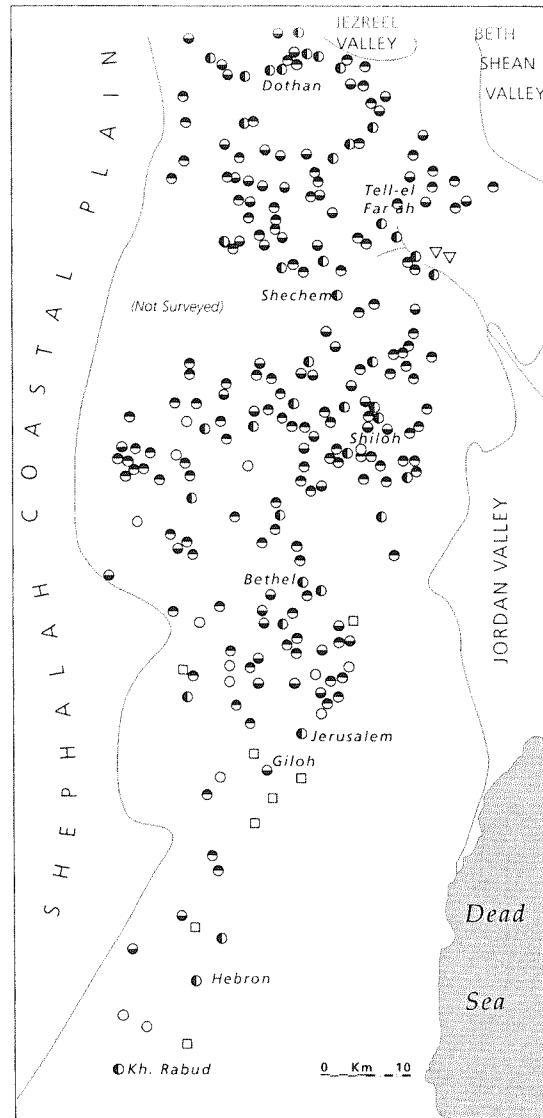 JEZREEL
VALLEY
BETH
SHEAN
VALLEY
Dothan
COASTAL PLAIN
Tell-el
Far'ah
Shechem
(Not Surveyed)
Shiloh
Bethel
JORDAN VALLEY
Jerusalem
Giloh
SHEPHALAH
Dead
Sea
Hebron
Kh. Rabud
0 Km 10